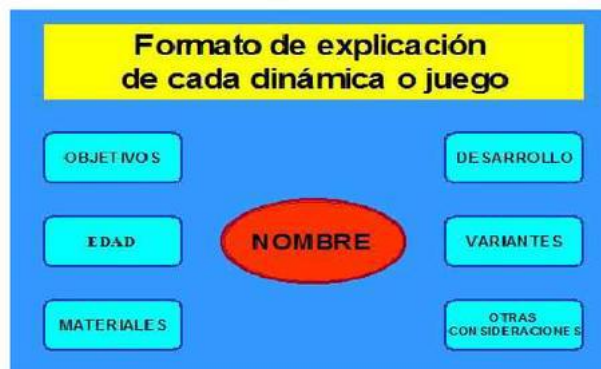 Formato de explicación
de cada dinámica o juego
OBJETIVOS
EDAD
MATERIALES
NOMBRE
DESARROLLO
VARIANTES
OTRAS
CONSIDERACIONES